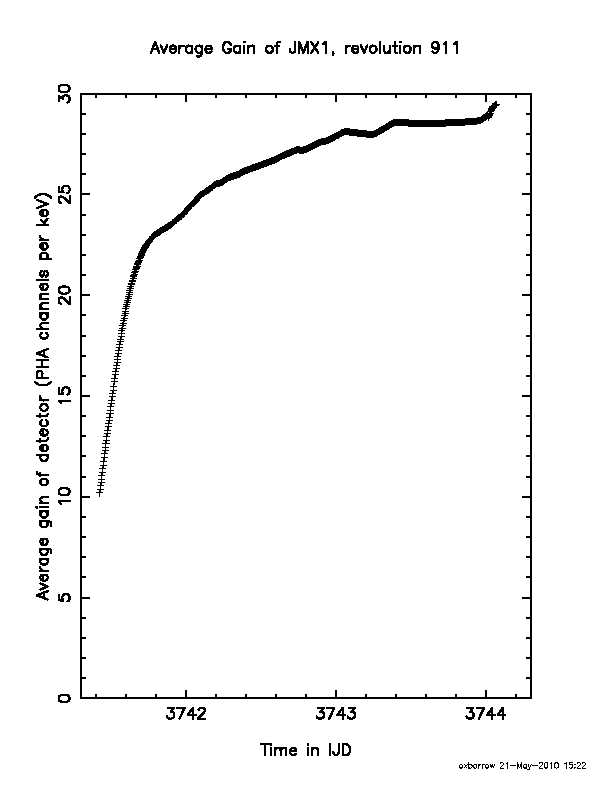 Average Gain of JMX1, revolution 911
Average gain of detector (PHA channels per keV)
30
25
20
15
10
5
0
3742 3743 3744
Time in IJD
oxborrow 21-May-2010 15:22